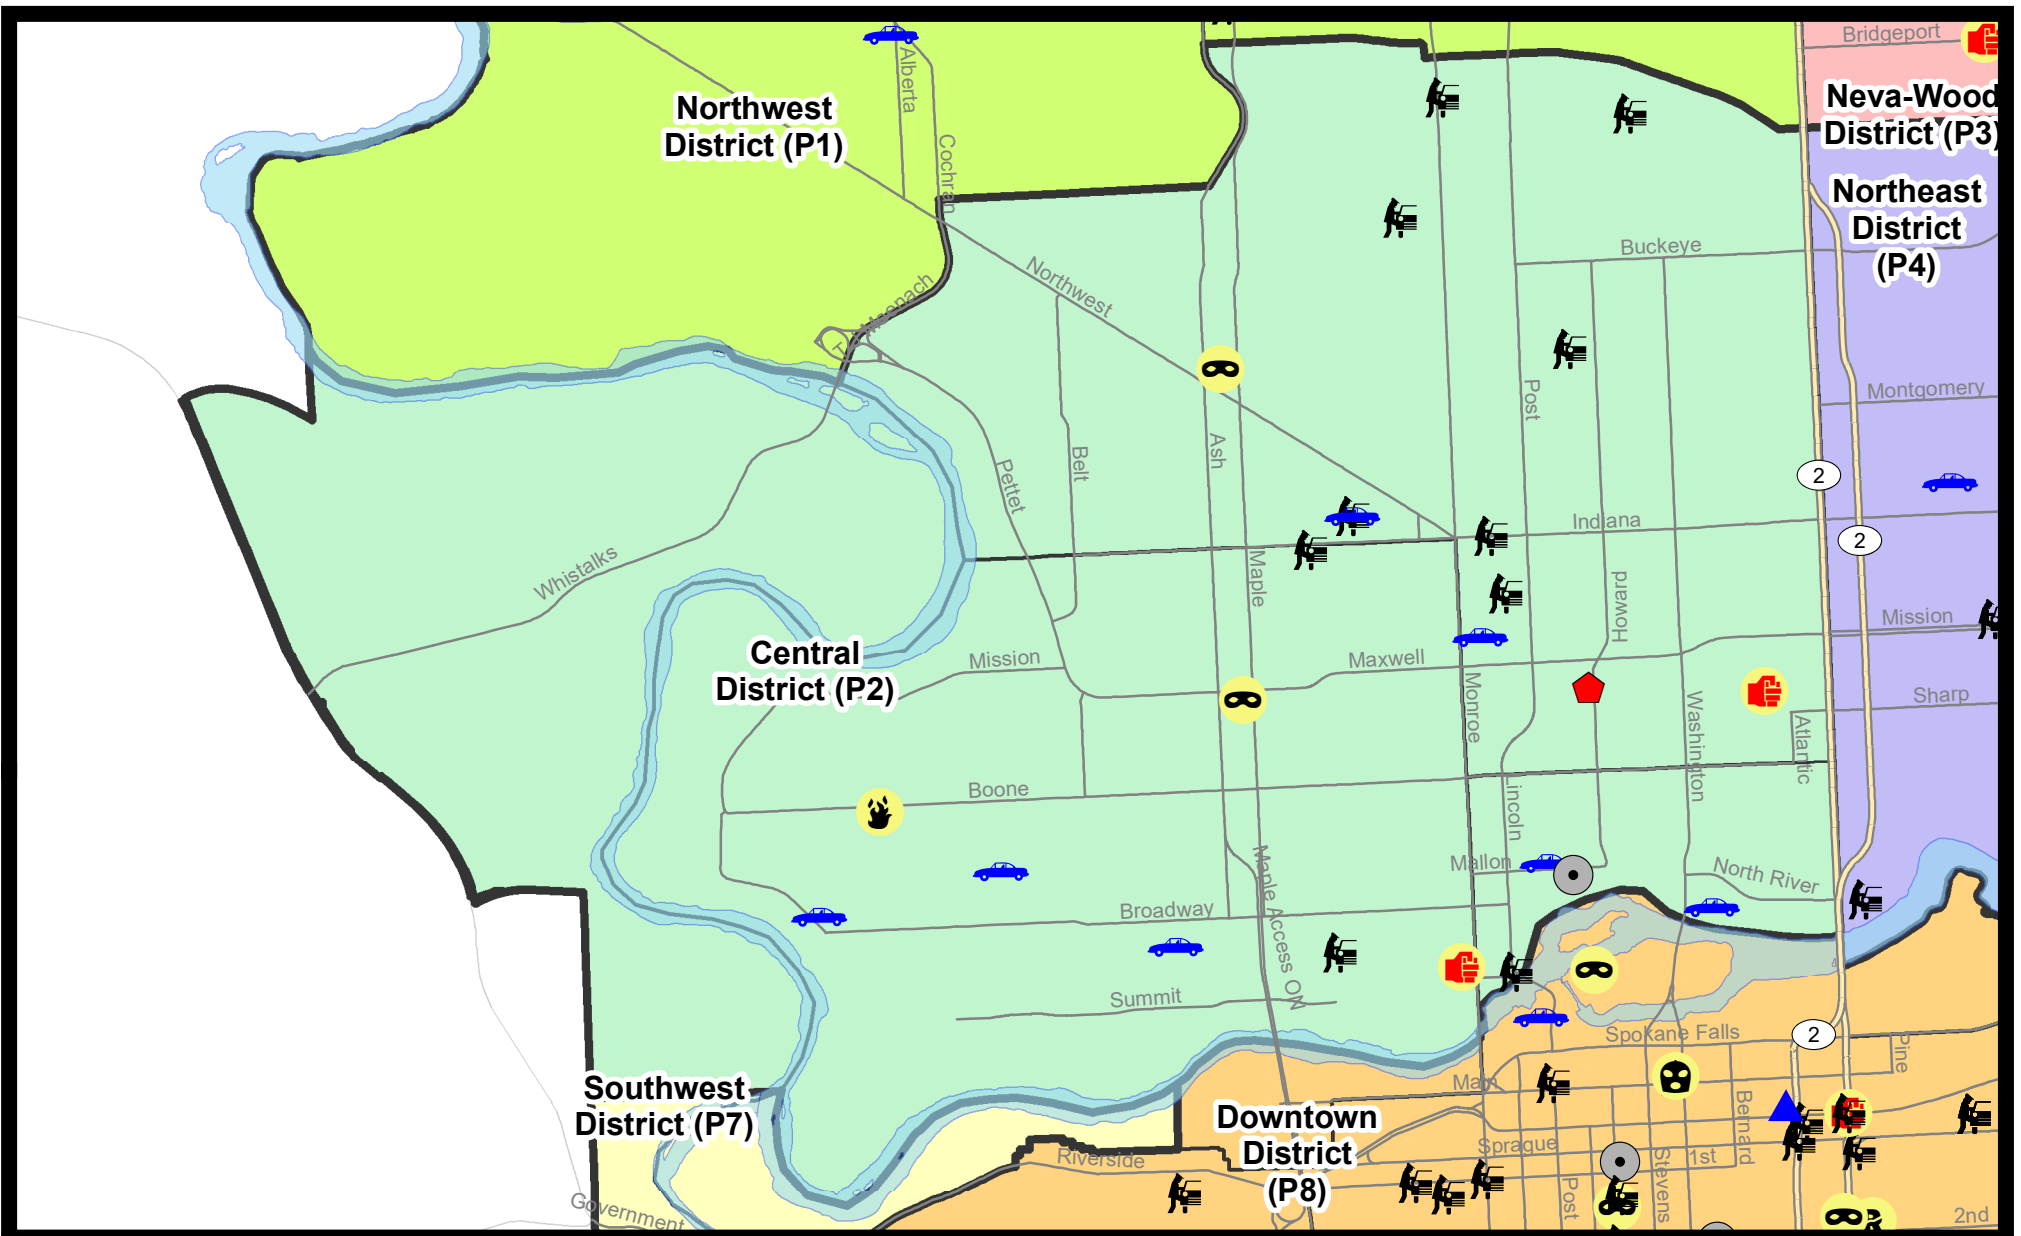 Bridgeport
Alberta
Northwest
District (P1)
Neva-Wood
District (P3)
Cochran
Northeast
District
(P4)
Buckeye
Northwest
Montgomery
Post
Ash
Belt
Pettet
2
Indiana
2
Whistalks
Maple
Howard
Mission
Central
District (P2)
Mission
Maxwell
Monroe
Sharp
Washington
Atlantic
Boone
Lincoln
Mallon
North River
Maple Access ON
Broadway
Summit
Spokane Falls
2
Pine
Main
Southwest
District (P7)
Downtown
District
(P8)
Bernard
Sprague
Riverside
1st
Stevens
Post
Government
2nd